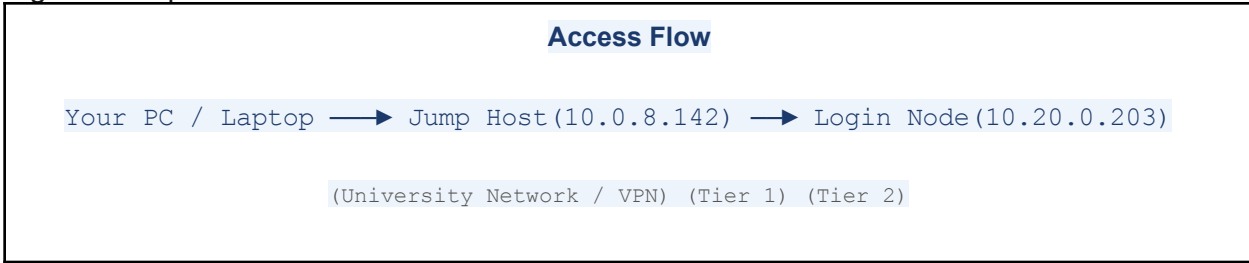 Access Flow
Your PC / Laptop ──► Jump Host(10.0.8.142) ──► Login Node(10.20.0.203)
(University Network / VPN) (Tier 1) (Tier 2)